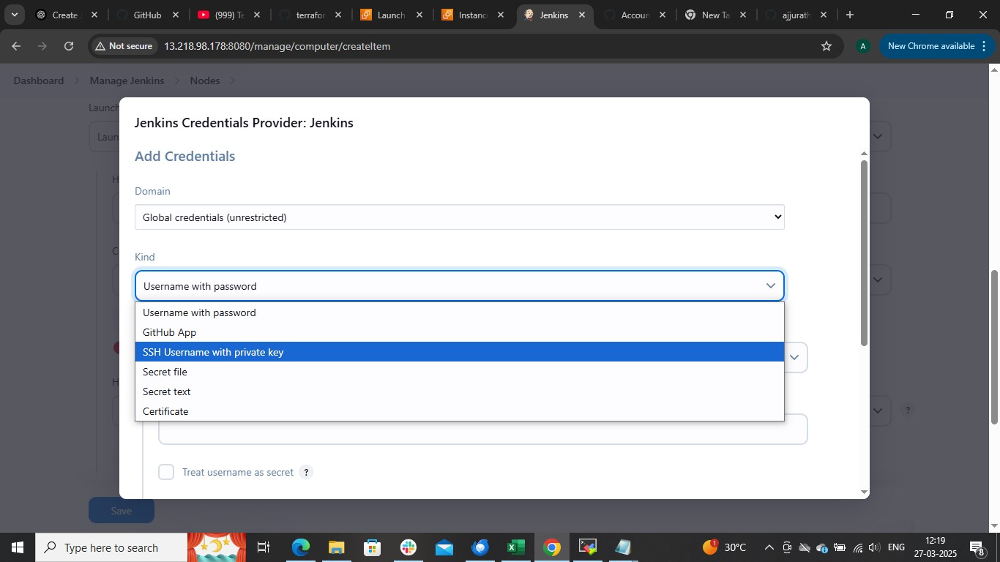 Create
GitHub
(999) Te
terrafor
Launch
Instanc
Jenkins
Accoun
New Ta
ajjurath
Not secure
13.218.98.178:8080/manage/computer/createItem
A
New Chrome available
Dashboard
Manage Jenkins
Nodes
Launch
Laun
H
C
H
?
Jenkins Credentials Provider: Jenkins
Add Credentials
Domain
Global credentials (unrestricted)
Kind
Username with password
Username with password
GitHub App
SSH Username with private key
Secret file
Secret text
Certificate
Treat username as secret ?
Save
Type here to search
1
30°C
ENG
12:19
27-03-2025
8